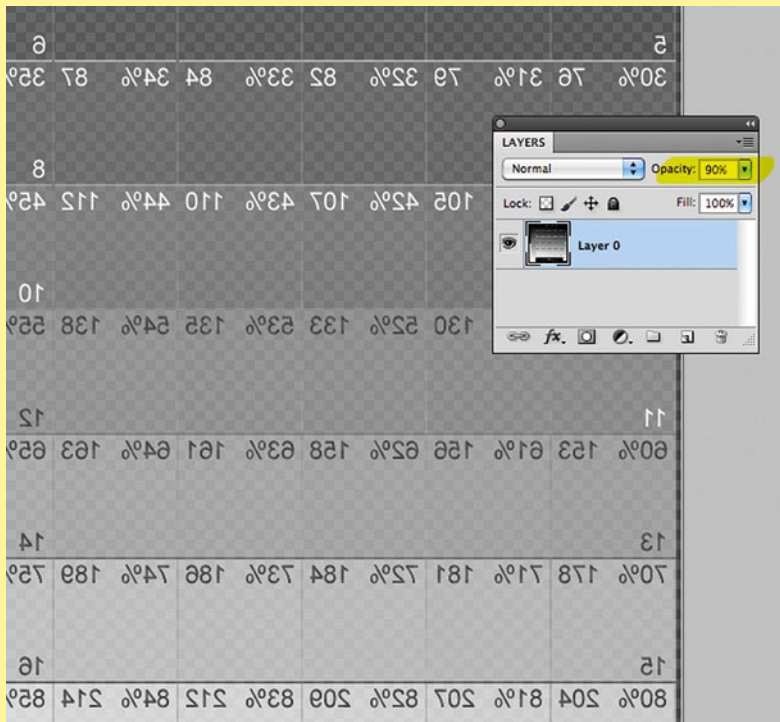 5 6
30% 76 31% 79 32% 82 33% 84 34% 87 35%
8
105 42% 107 43% 110 44% 112 45%
10
130 52% 133 53% 135 54% 138 55%
11 12
60% 153 61% 156 62% 158 63% 161 64% 163 65%
13 14
70% 178 71% 181 72% 184 73% 186 74% 189 75%
15 16
80% 204 81% 207 82% 209 83% 212 84% 214 85%
LAYERS
Normal Opacity: 90%
Lock: Fill: 100%
Layer 0
fx.